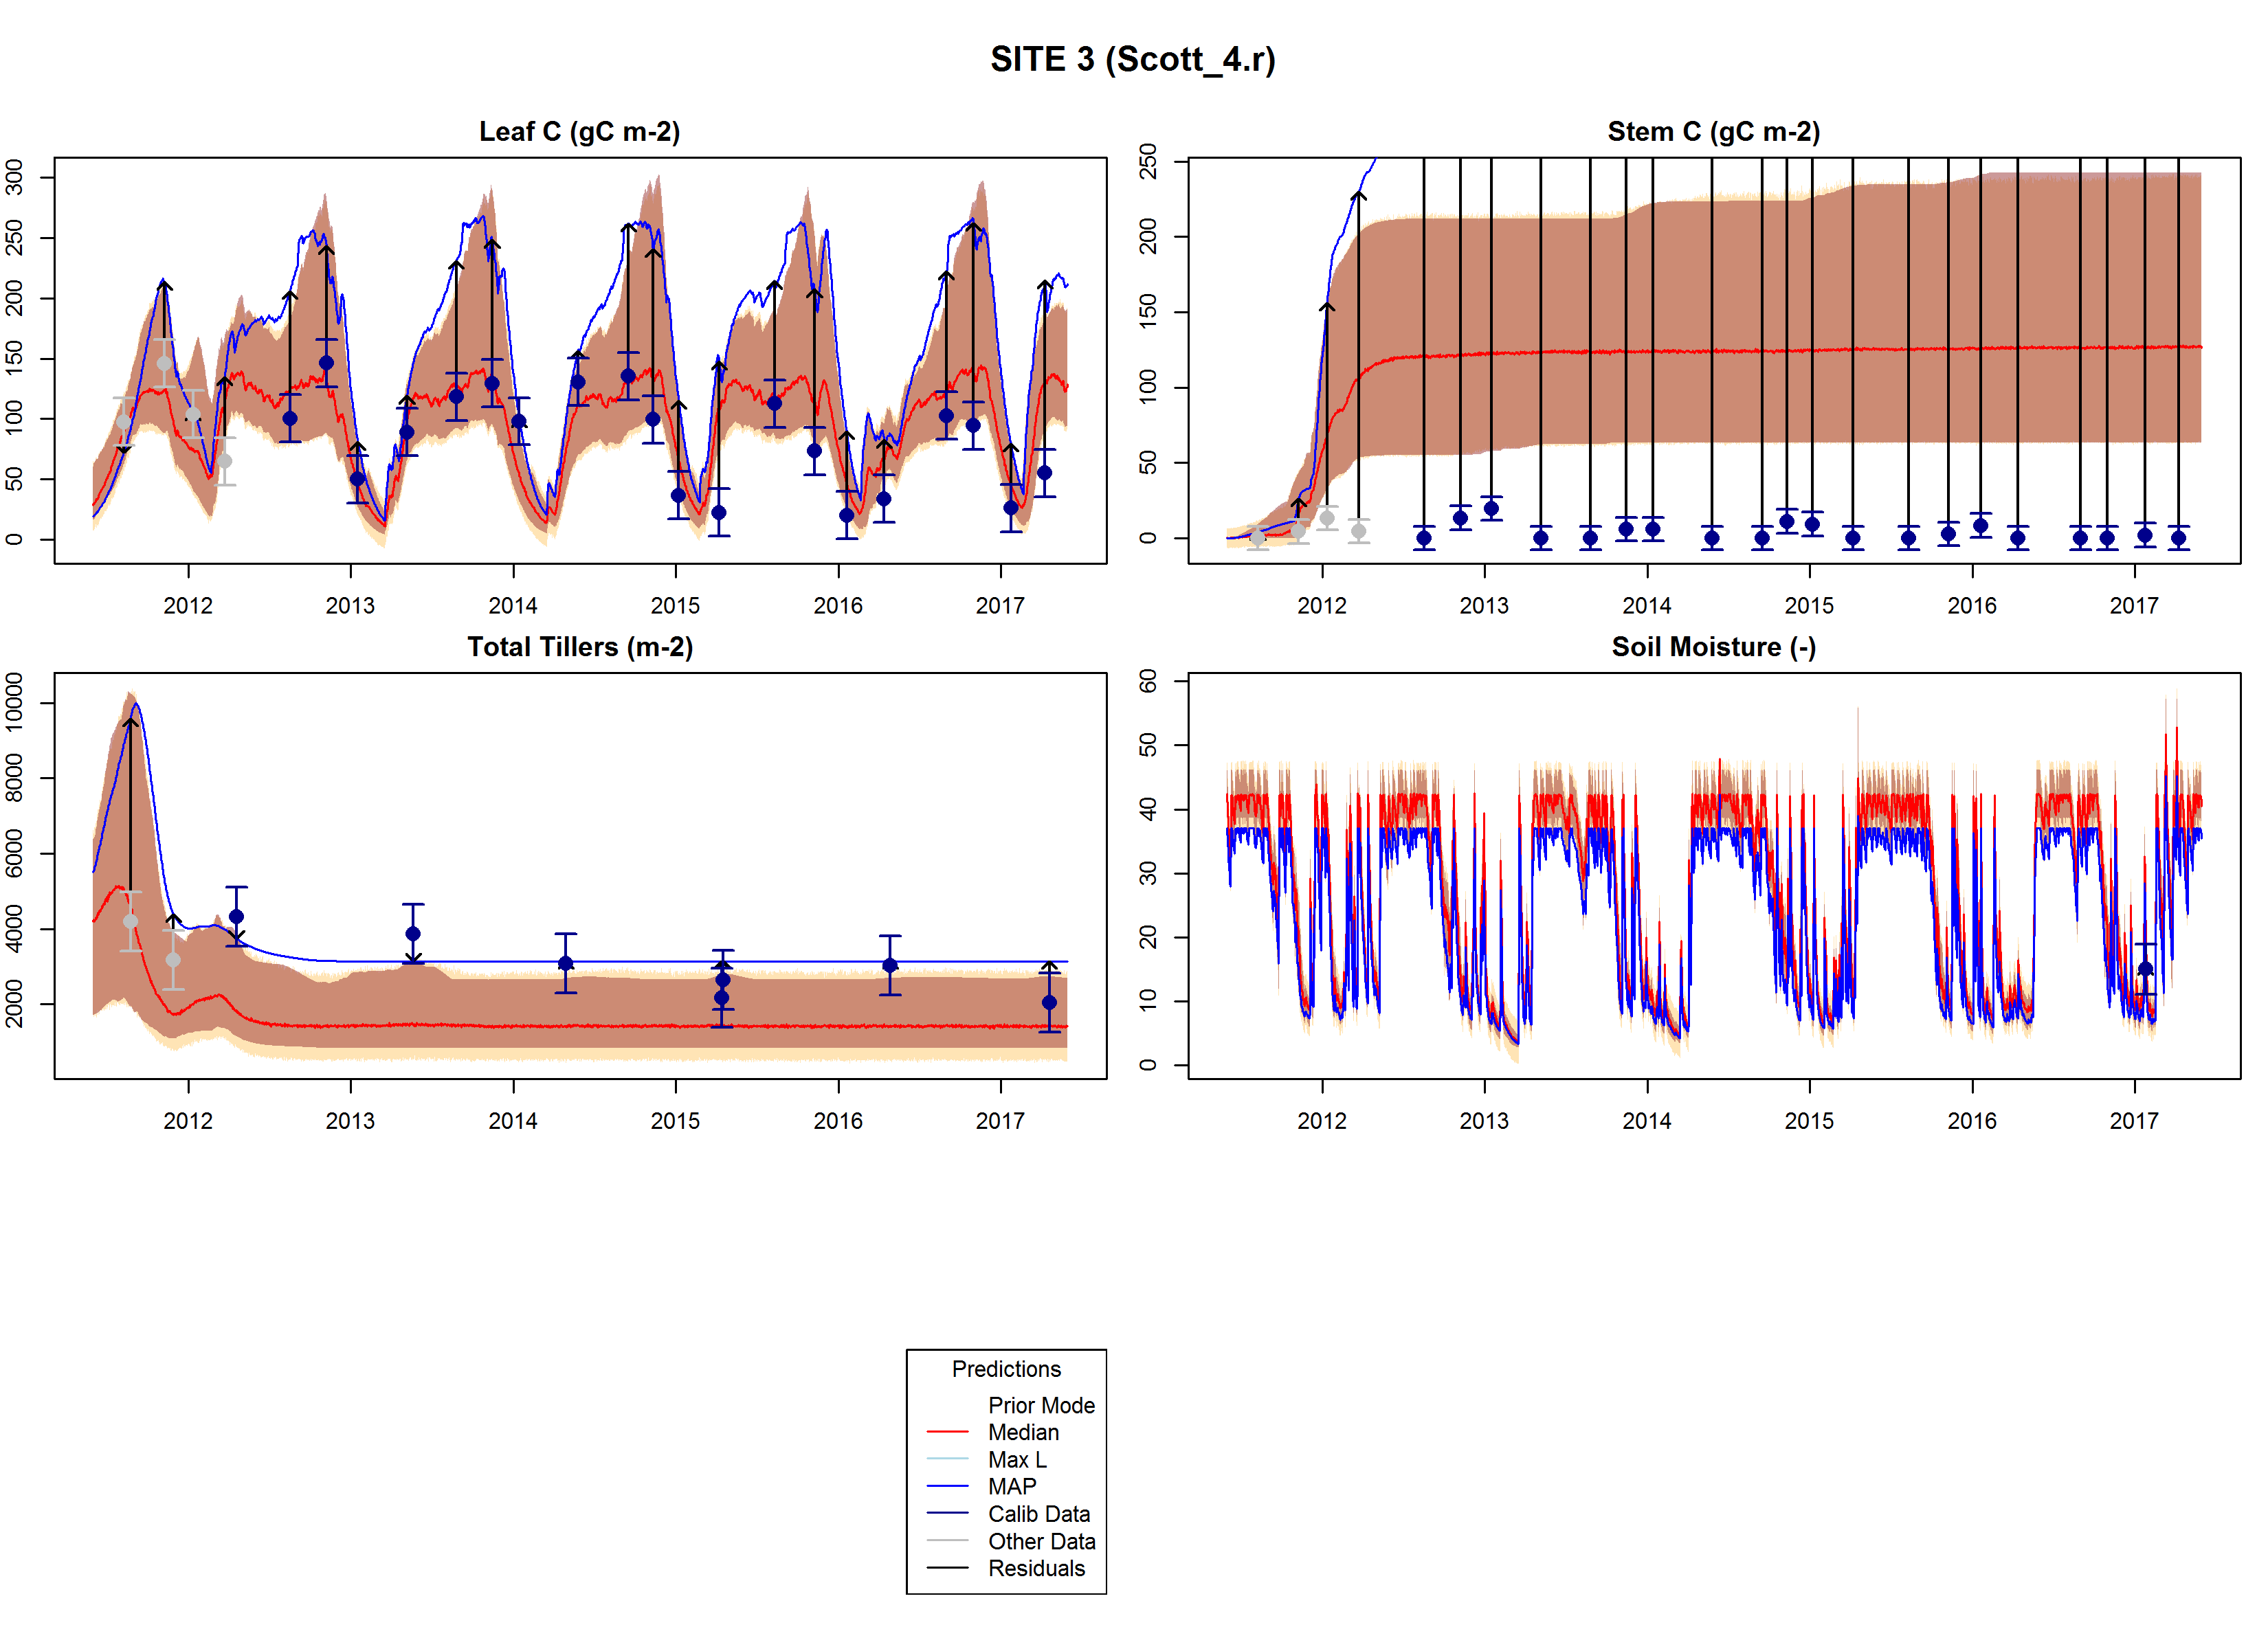 SITE 3 (Scott_4.r)
Leaf C (gC m-2)
300
250
200
150
100
50
0
2012 2013 2014 2015 2016 2017
Stem C (gC m-2)
250
200
150
100
50
0
2012 2013 2014 2015 2016 2017
Total Tillers (m-2)
10000
8000
6000
4000
2000
2012 2013 2014 2015 2016 2017
Soil Moisture (-)
60
50
40
30
20
10
0
2012 2013 2014 2015 2016 2017
Predictions
Prior Mode
Median
Max L
MAP
Calib Data
Other Data
Residuals